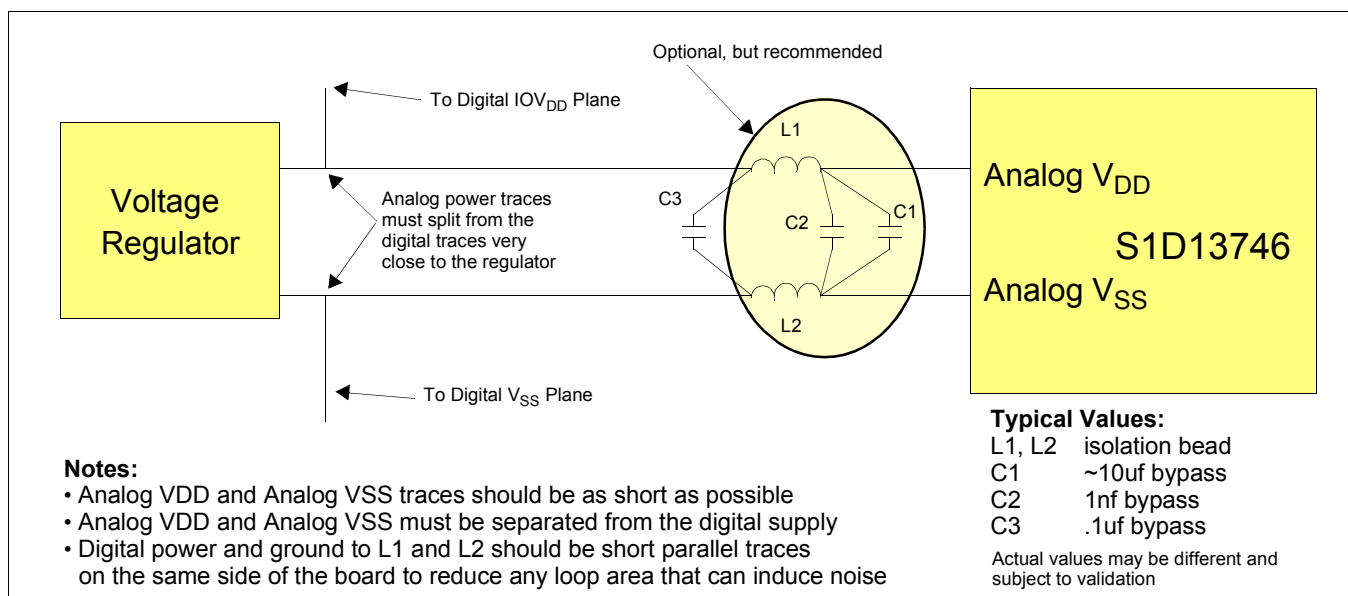 Optional, but recommended
To Digital IOVDD Plane
L1
Voltage
Regulator
Analog power traces
must split from the
digital traces very
close to the regulator
C3
C2
C1
Analog VDD
S1D13746
Analog VSS
L2
To Digital VSS Plane
Typical Values:
L1, L2 isolation bead
C1 ~10uf bypass
C2 1nf bypass
C3 .1uf bypass
Actual values may be different and
subject to validation
Notes:
• Analog VDD and Analog VSS traces should be as short as possible
• Analog VDD and Analog VSS must be separated from the digital supply
• Digital power and ground to L1 and L2 should be short parallel traces
on the same side of the board to reduce any loop area that can induce noise